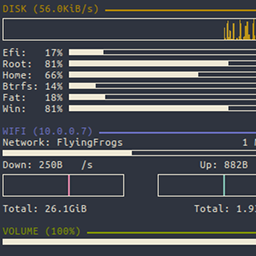 DISK (56.0KiB/s)
Efi: 17%
Root: 81%
Home: 66%
Btrfs: 14%
Fat: 18%
Win: 81%
WIFI (10.0.0.7)
Network: FlyingFrogs 1
Down: 250B /s Up: 882B
Total: 26.1GiB Total: 1.9
VOLUME (100%)